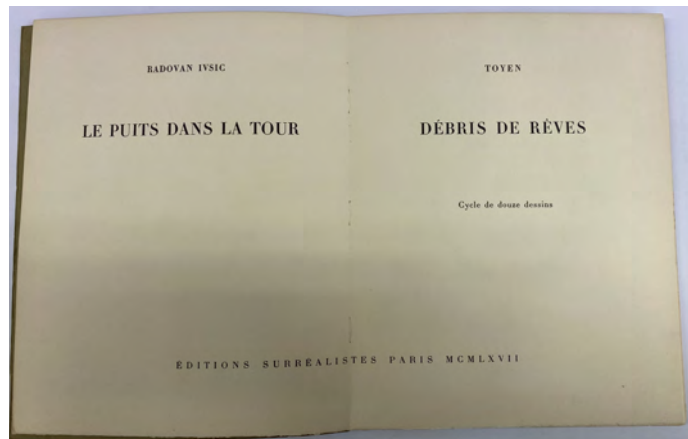 RADOVAN IVSIC
LE PUITS DANS LA TOUR
TOYEN
DÉBRIS DE RÊVES
Cycle de douze dessins
ÉDITIONS SURRÉALISTES PARIS MCMLXVII